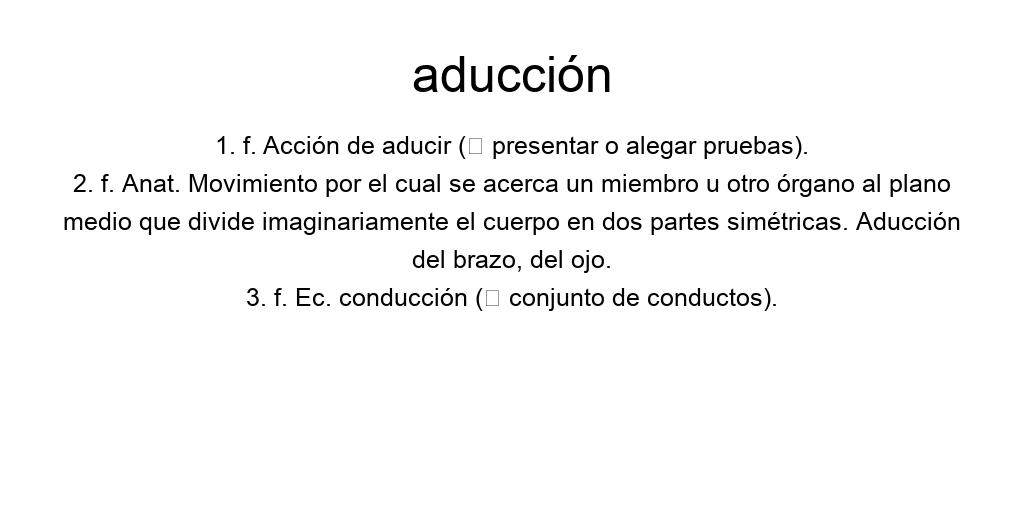 aducción
1. f. Acción de aducir (□ presentar o alegar pruebas).
2. f. Anat. Movimiento por el cual se acerca un miembro u otro órgano al plano
medio que divide imaginariamente el cuerpo en dos partes simétricas. Aducción
del brazo, del ojo.
3. f. Ec. conducción (□ conjunto de conductos).